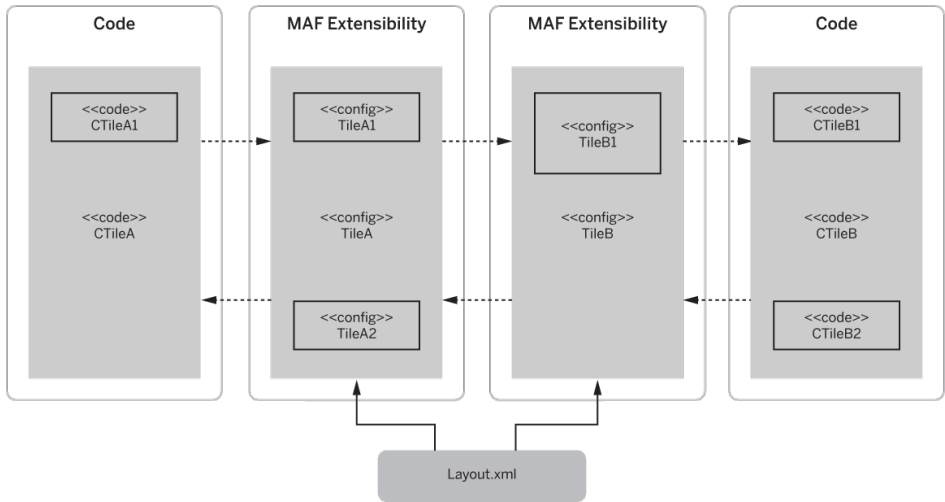 Code
<<code>>
CTileA1
<<code>>
CTileA
MAF Extensibility
<<config>>
TileA1
<<config>>
TileA
<<config>>
TileA2
MAF Extensibility
<<config>>
TileB1
<<config>>
TileB
Code
<<code>>
CTileB1
<<code>>
CTileB
<<code>>
CTileB2
Layout.xml